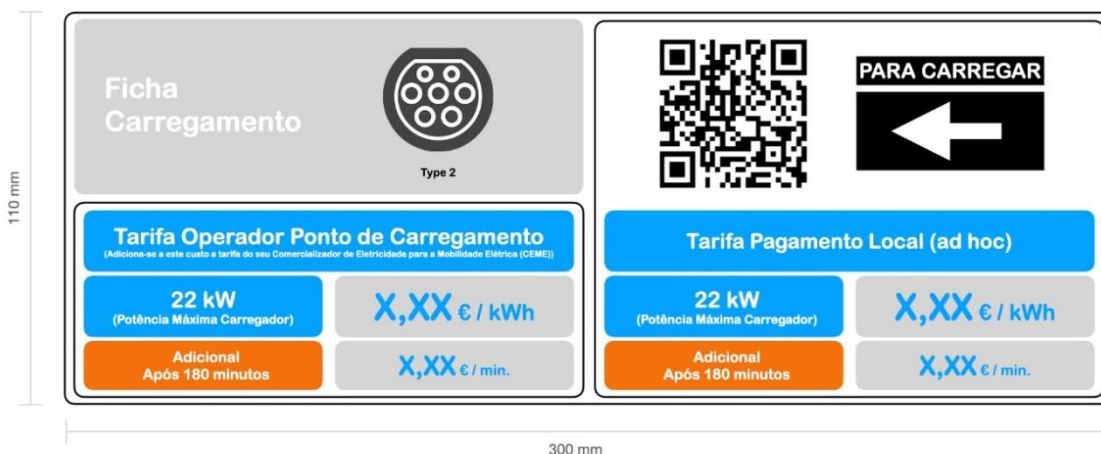 Ficha
Carregamento
Type 2
PARA CARREGAR
110 mm
Tarifa Operador Ponto de Carregamento
(Adiciona-se a este custo a tarifa do seu Comercializador de Eletricidade para a Mobilidade Elétrica (CEME))
22 kW
(Potência Máxima Carregador)
X,XX € / kWh
Adicional
Após 180 minutos
X,XX € / min.
Tarifa Pagamento Local (ad hoc)
22 kW
(Potência Máxima Carregador)
X,XX € / kWh
Adicional
Após 180 minutos
X,XX € / min.
300 mm